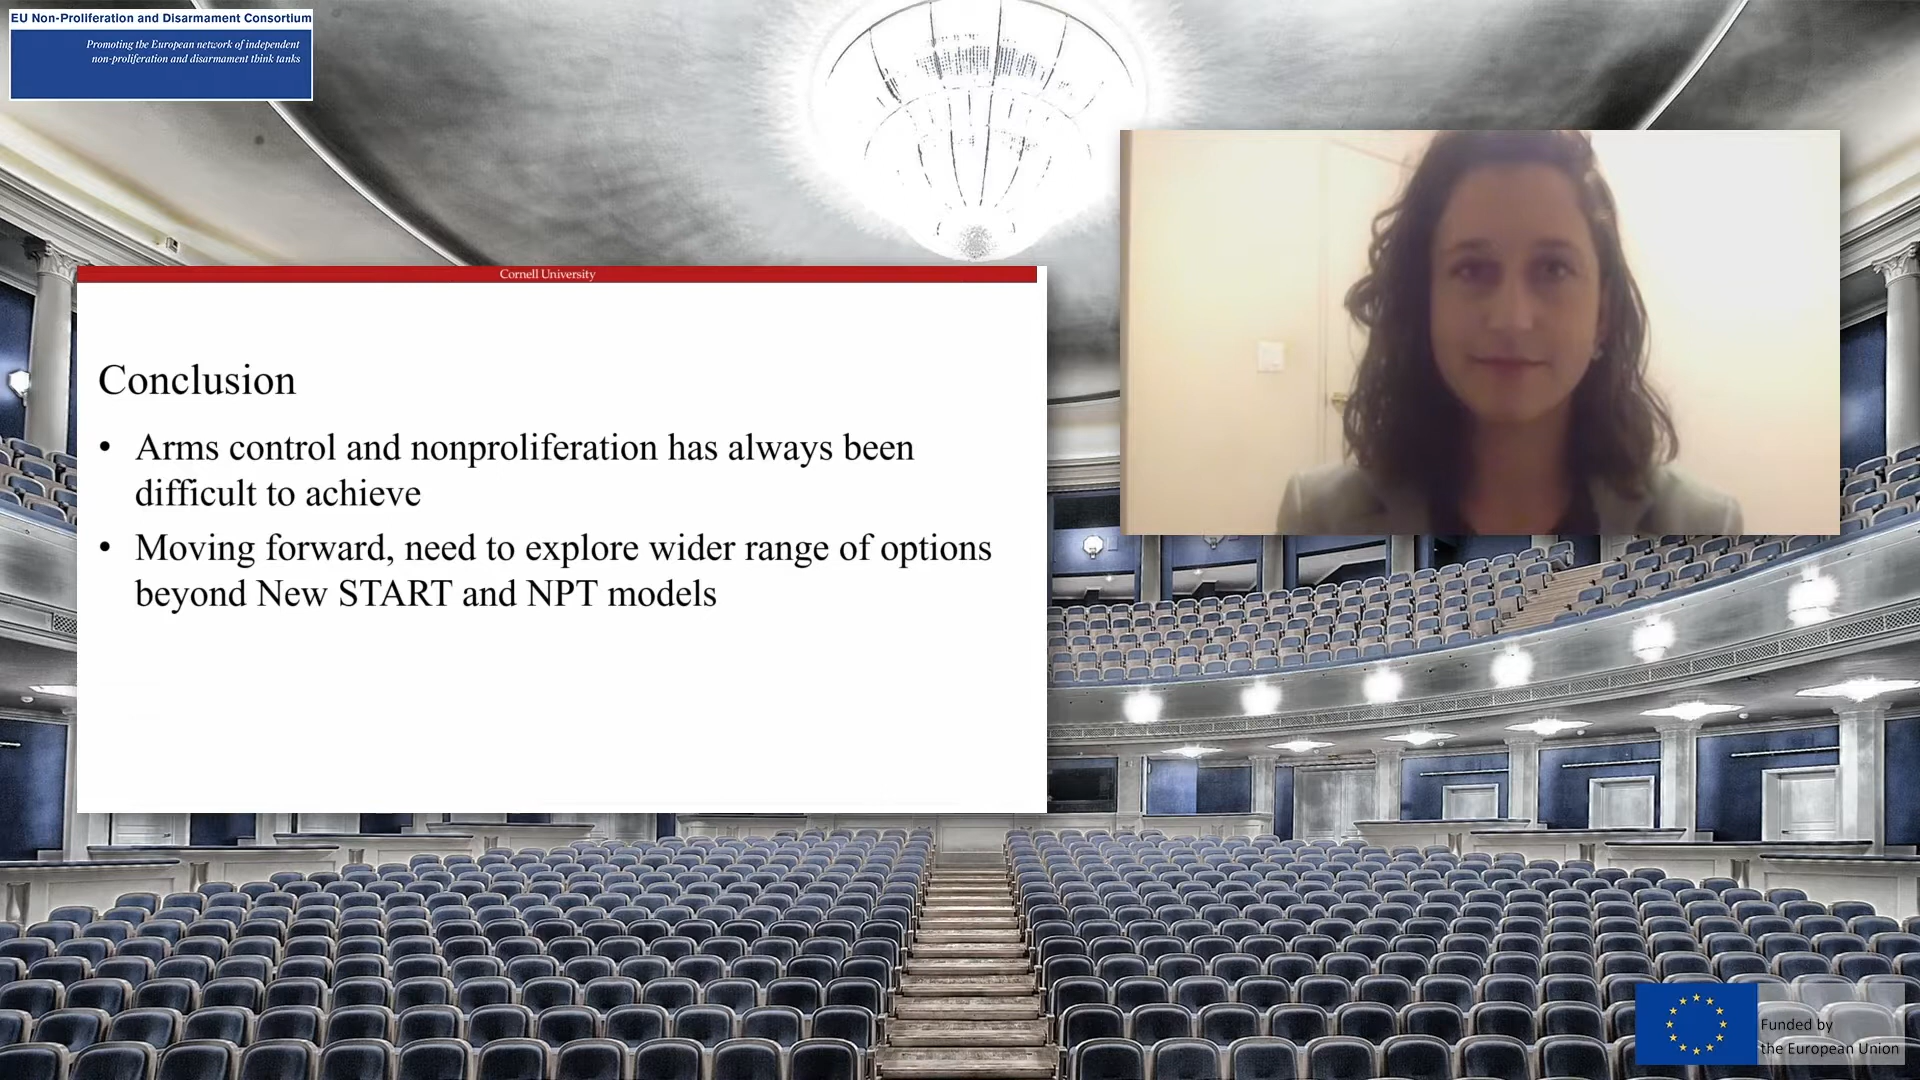 EU Non-Proliferation and Disarmament Consortium
Promoting the European network of independent
non-proliferation and disarmament think tanks
Cornell University
Conclusion
• Arms control and nonproliferation has always been
difficult to achieve
• Moving forward, need to explore wider range of options
beyond New START and NPT models
Funded by
the European Union